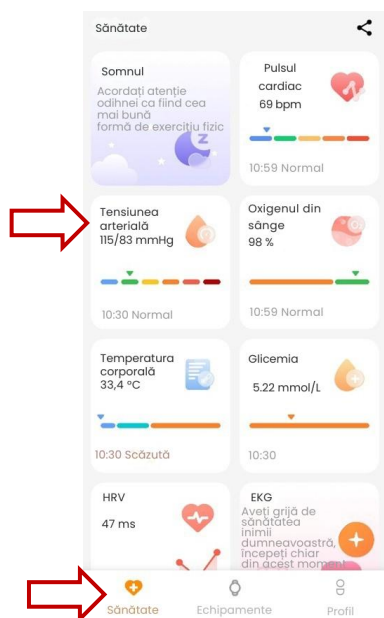 Sănătate
Somnul
Acordați atenție
odihnei ca fiind cea
mai bună
formă de exercițiu fizic
z
Pulsul
cardiac
69 bpm
10:59 Normal
Tensiunea
arterială
115/83 mmHg
10:30 Normal
Oxigenul din
sânge
98 %
10:59 Normal
Temperatura
corporală
33,4 °C
10:30 Scăzută
Glicemia
5.22 mmol/L
10:30
HRV
47 ms
EKG
Aveți grijă de
sănătatea
inimii
dumneavoastră,
începeți chiar
din acest moment
Sănătate
Echipamente
Profil